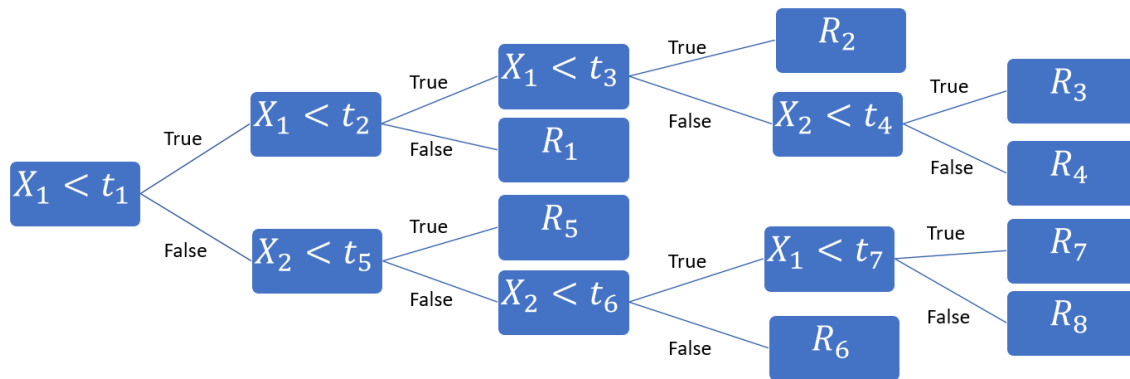 X₁ < t₁
True
False
X₁ < t₂
True
False
X₂ < t₅
True
False
X₁ < t₃
True
False
R₁
R₅
X₂ < t₆
True
False
R₂
X₂ < t₄
True
False
X₁ < t₇
True
False
R₆
R₃
R₄
R₇
R₈